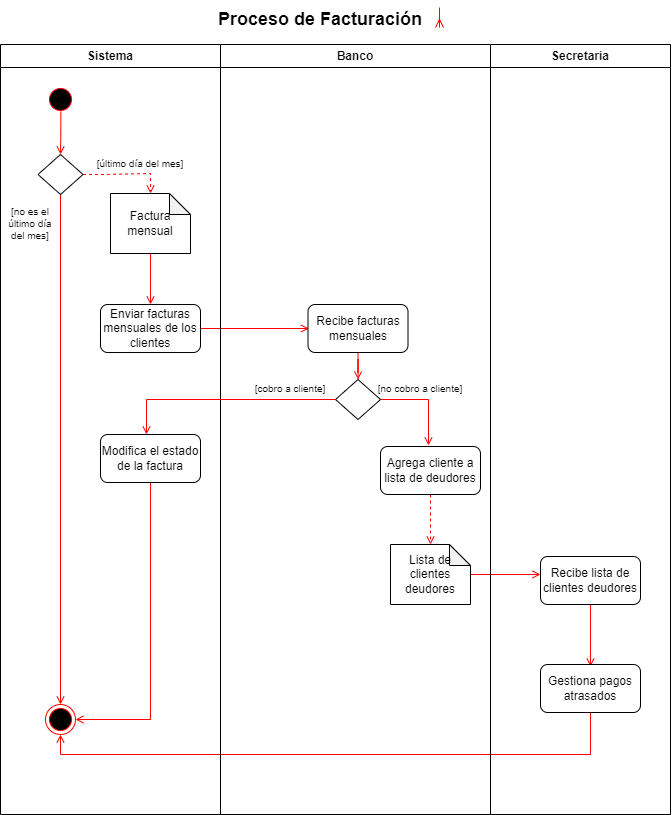 Proceso de Facturación
Sistema
Banco
Secretaria
[último día del mes]
[no es el
último día
del mes]
Factura
mensual
Enviar facturas
mensuales de los
clientes
Recibe facturas
mensuales
[cobro a cliente]
[no cobro a cliente]
Modifica el estado
de la factura
Agrega cliente a
lista de deudores
Lista de
clientes
deudores
Recibe lista de
clientes deudores
Gestiona pagos
atrasados